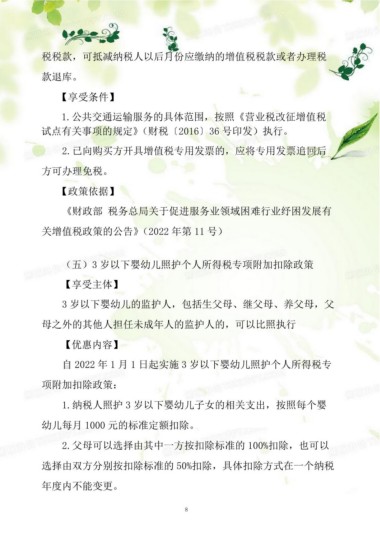 税税款，可抵减纳税人以后月份应缴纳的增值税税款或者办理税
款退库。
【享受条件】
1.公共交通运输服务的具体范围，按照《营业税改征增值税
试点有关事项的规定》（财税〔2016〕36 号印发）执行。
2.已向购买方开具增值税专用发票的，应将专用发票追回后
方可办理免税。
【政策依据】
《财政部 税务总局关于促进服务业领域困难行业纾困发展有
关增值税政策的公告》（2022 年第 11 号）
（五）3 岁以下婴幼儿照护个人所得税专项附加扣除政策
【享受主体】
3 岁以下婴幼儿的监护人，包括生父母、继父母、养父母，父
母之外的其他人担任未成年人的监护人的，可以比照执行
【优惠内容】
自 2022 年 1 月 1 日起实施 3 岁以下婴幼儿照护个人所得税专
项附加扣除政策：
1.纳税人照护 3 岁以下婴幼儿子女的相关支出，按照每个婴
幼儿每月 1000 元的标准定额扣除。
2.父母可以选择由其中一方按扣除标准的 100%扣除，也可以
选择由双方分别按扣除标准的 50%扣除，具体扣除方式在一个纳税
年度内不能变更。
8